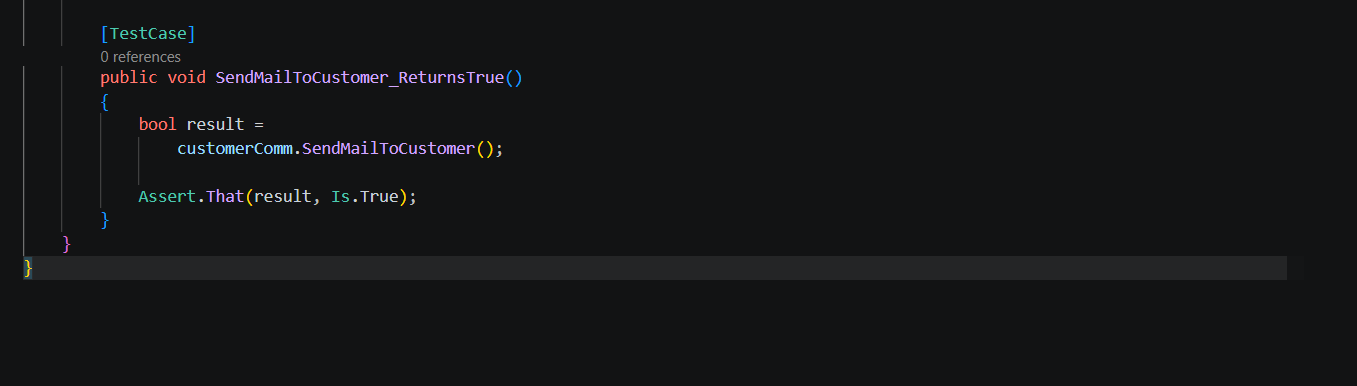 [TestCase]
0 references
public void SendMailToCustomer_ReturnsTrue()
{
bool result =
customerComm.SendMailToCustomer();
Assert.That(result, Is.True);
}
}
}